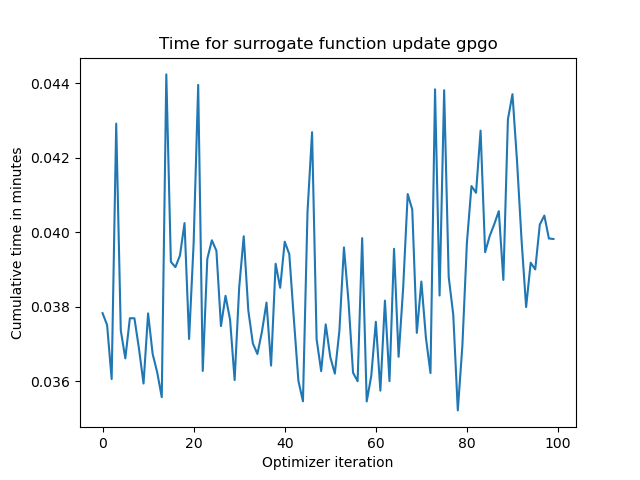 Time for surrogate function update gpgo
Cumulative time in minutes
0.044
0.042
0.040
0.038
0.036
0 20 40 60 80 100
Optimizer iteration